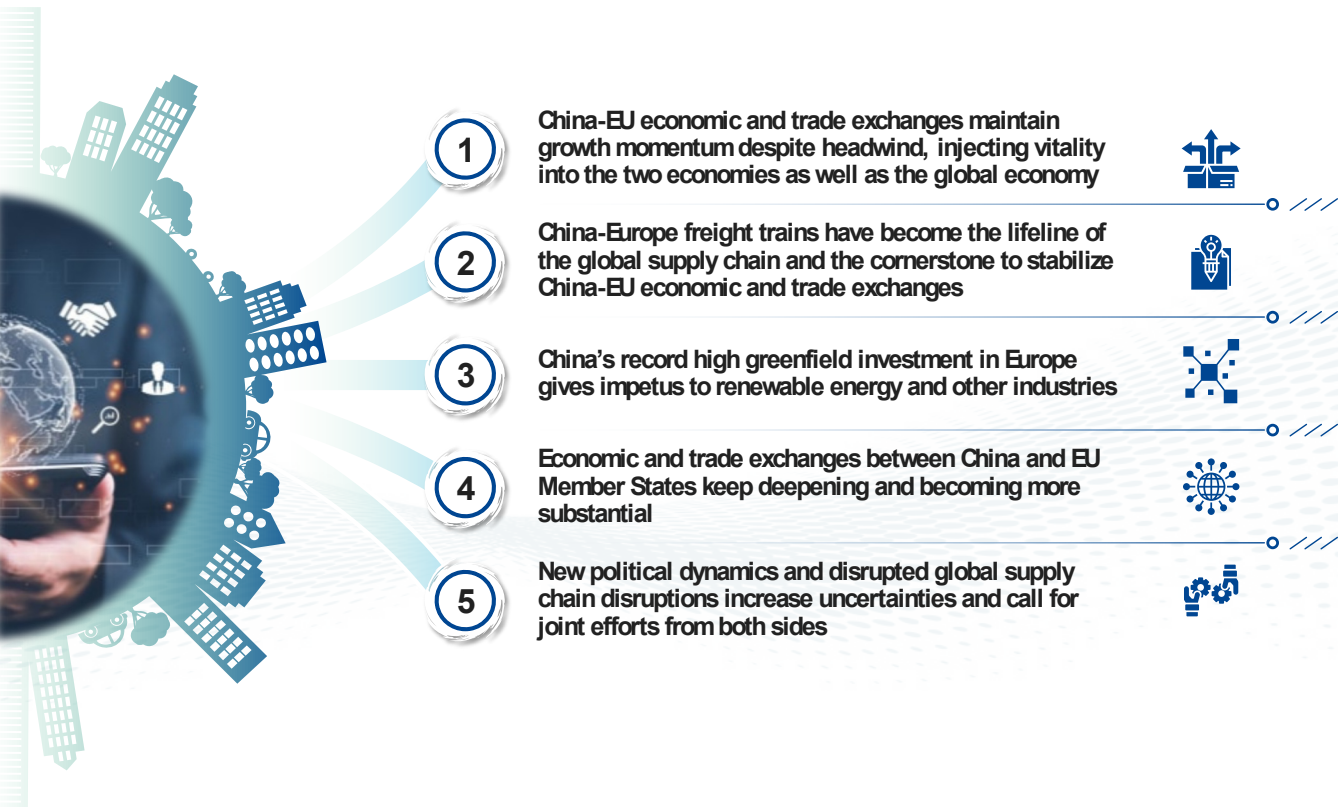 1
China-EU economic and trade exchanges maintain
growth momentum despite headwind, injecting vitality
into the two economies as well as the global economy
2
China-Europe freight trains have become the lifeline of
the global supply chain and the cornerstone to stabilize
China-EU economic and trade exchanges
3
China's record high greenfield investment in Europe
gives impetus to renewable energy and other industries
4
Economic and trade exchanges between China and EU
Member States keep deepening and becoming more
substantial
5
New political dynamics and disrupted global supply
chain disruptions increase uncertainties and call for
joint efforts from both sides